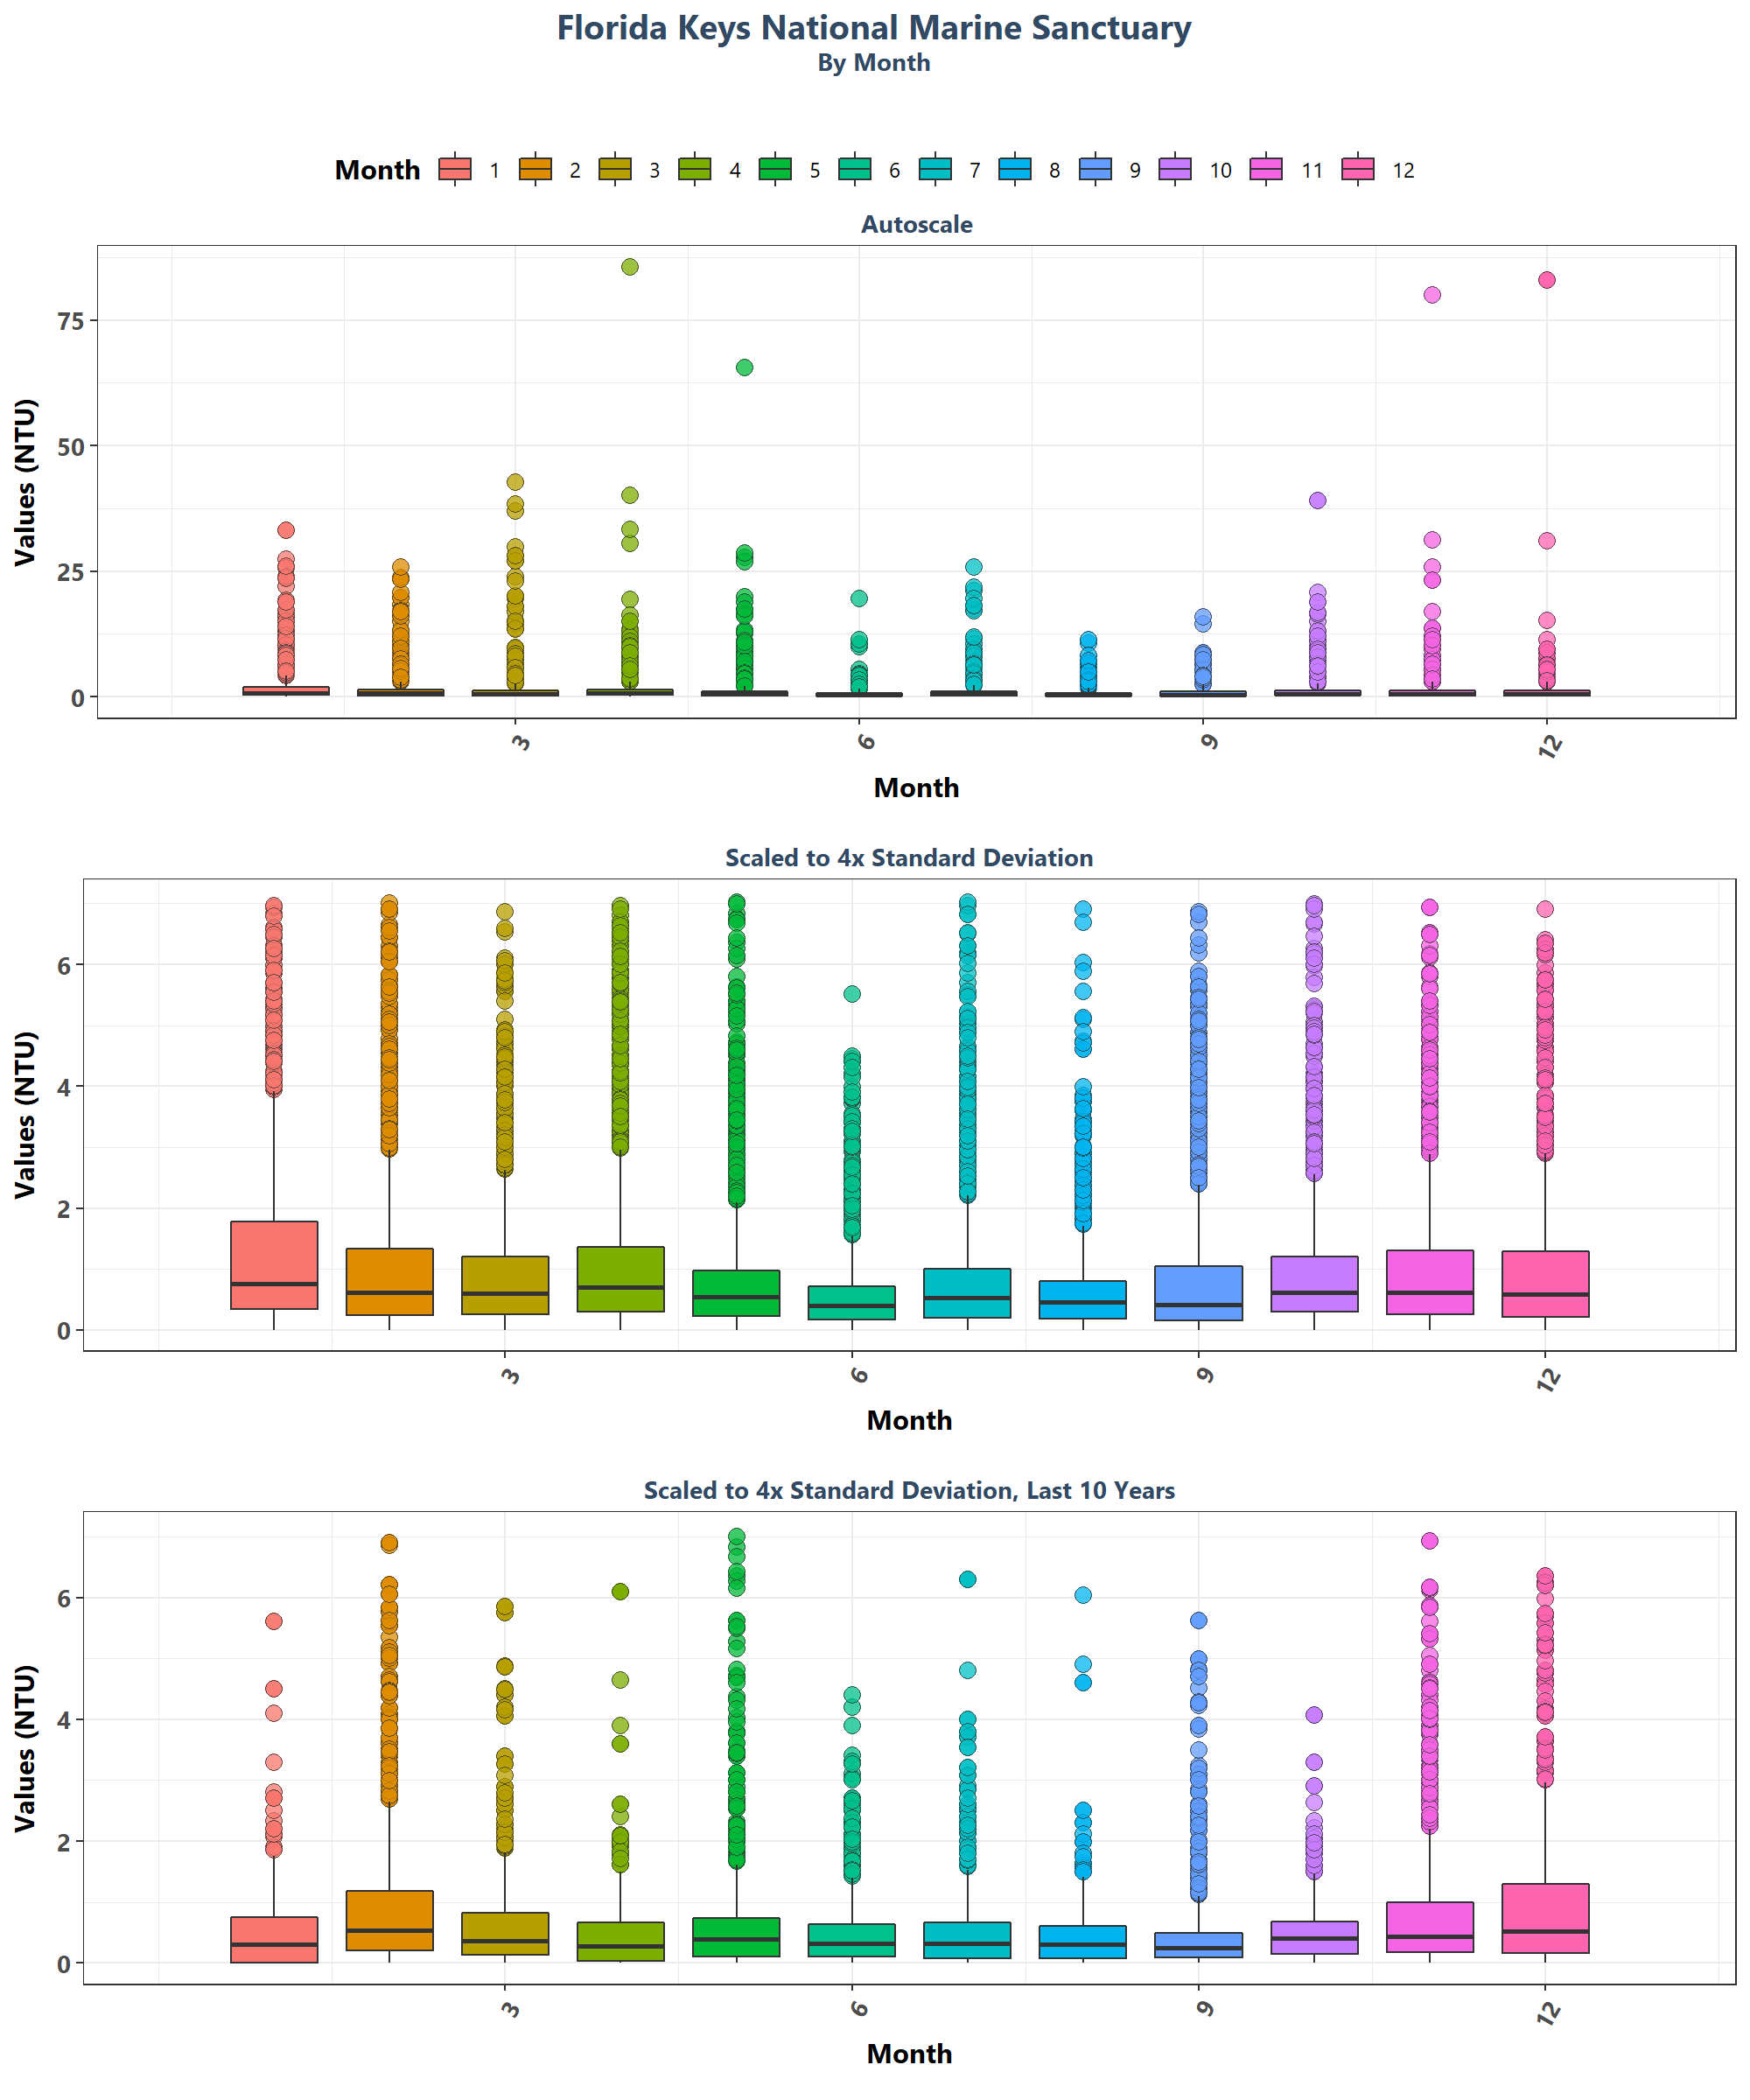 Florida Keys National Marine Sanctuary
By Month
Month 1 2 3 4 5 6 7 8 9 10 11 12
Autoscale
Values (NTU)
75
50
25
0
3 6 9 12
Month
Scaled to 4x Standard Deviation
Values (NTU)
6
4
2
0
3 6 9 12
Month
Scaled to 4x Standard Deviation, Last 10 Years
Values (NTU)
6
4
2
0
3 6 9 12
Month